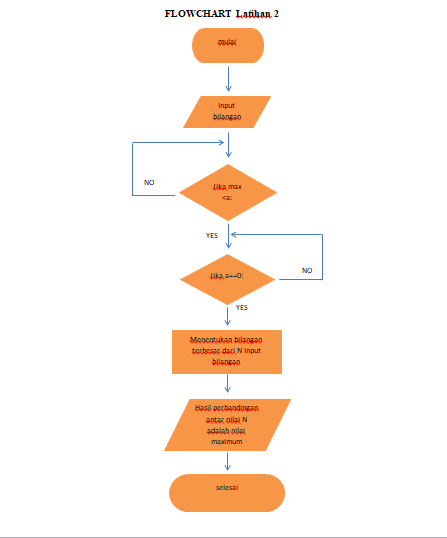 FLOWCHART Latihan 2
mulai
Input
bilangan
NO
Jika max
<a:
YES
NO
Jika a==0:
YES
Menentukan bilangan
terbesar dari N input
bilangan
Hasil perbandingan
antar nilai N
adalah nilai
maximum
selesai